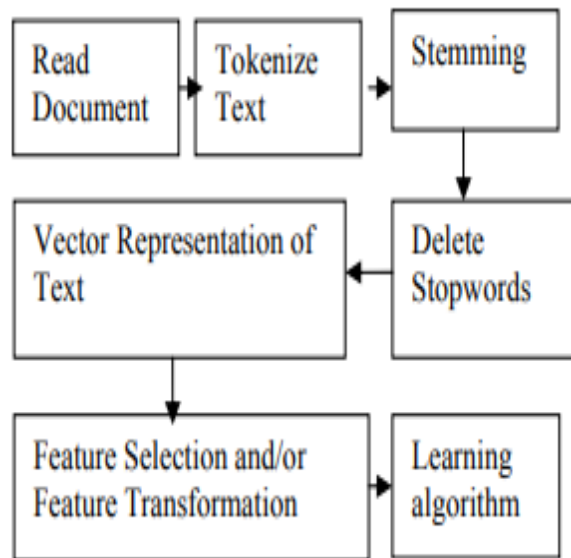 Read
Document
Tokenize
Text
Stemming
Vector Representation of
Text
Delete
Stopwords
Feature Selection and/or
Feature Transformation
Learning
algorithm